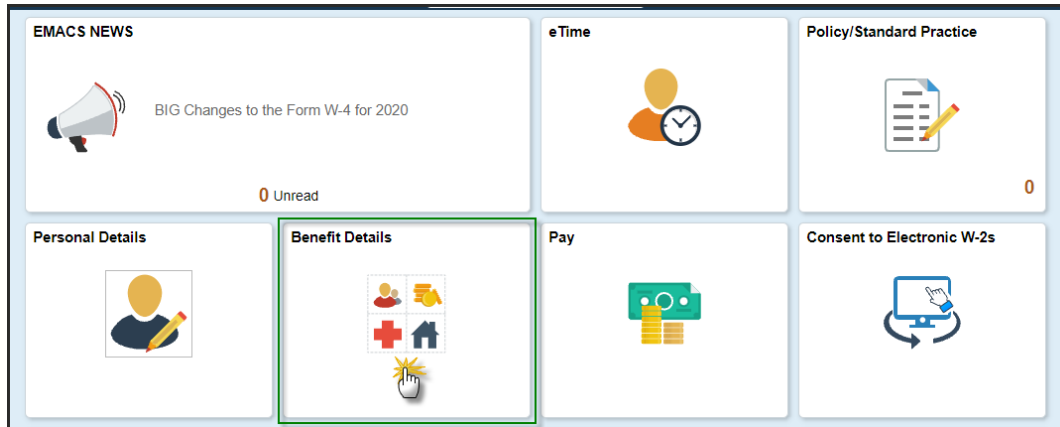 EMACS NEWS
BIG Changes to the Form W-4 for 2020
0 Unread
eTime
Policy/Standard Practice
0
Personal Details
Benefit Details
Pay
Consent to Electronic W-2s